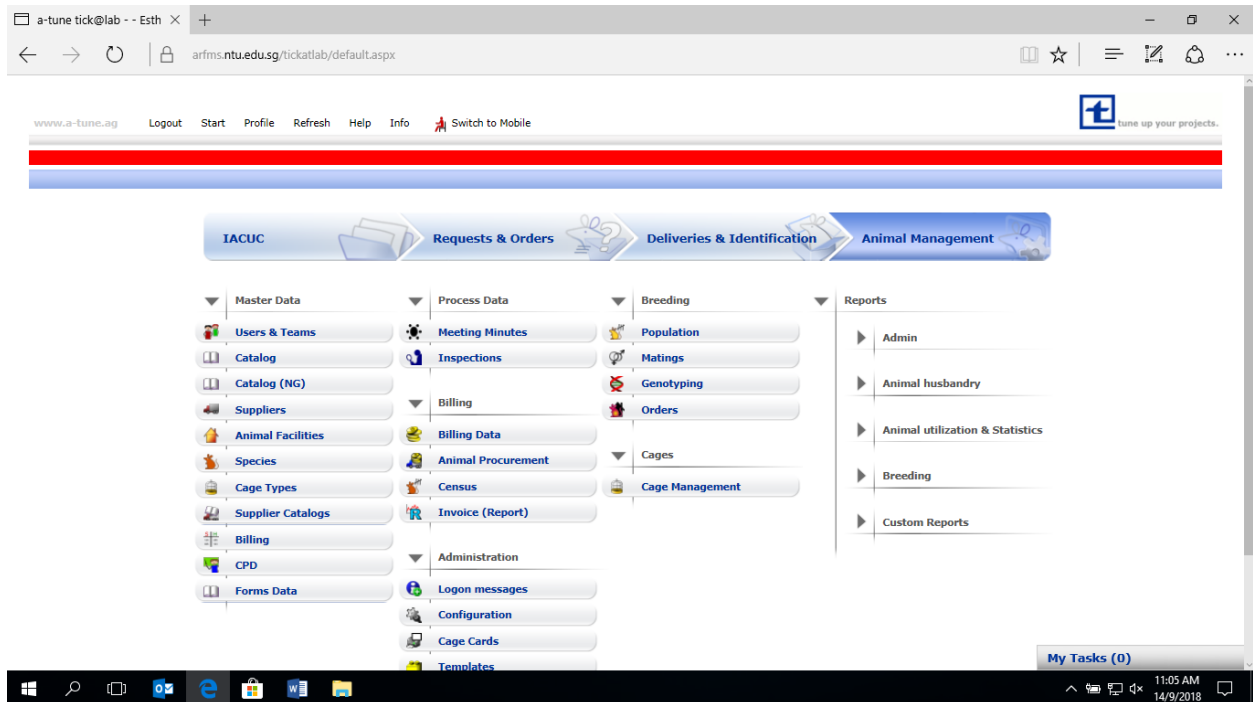 a-tune tick@lab - - Esth
arfms.ntu.edu.sg/tickatlab/default.aspx
www.a-tune.ag Logout Start Profile Refresh Help Info Switch to Mobile
t tune up your projects.
IACUC Requests & Orders Deliveries & Identification Animal Management
Master Data
Users & Teams
Catalog
Catalog (NG)
Suppliers
Animal Facilities
Species
Cage Types
Supplier Catalogs
Billing
CPD
Forms Data
Process Data
Meeting Minutes
Inspections
Billing
Billing Data
Animal Procurement
Census
Invoice (Report)
Administration
Logon messages
Configuration
Cage Cards
Templates
Breeding
Population
Matings
Genotyping
Orders
Cages
Cage Management
Reports
Admin
Animal husbandry
Animal utilization & Statistics
Breeding
Custom Reports
My Tasks (0)
11:05 AM
14/9/2018